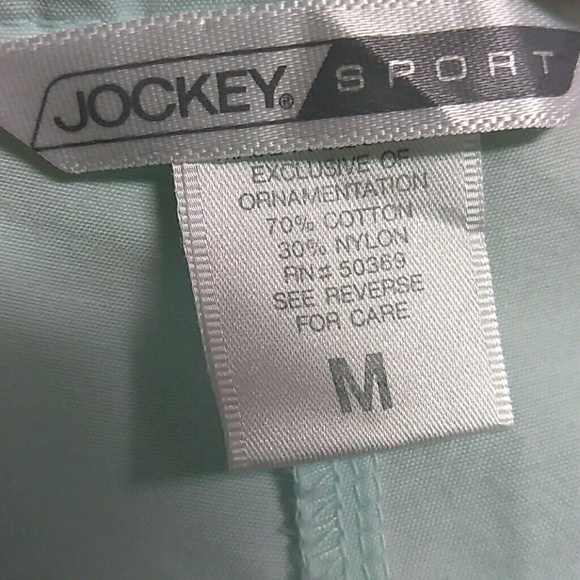 JOCKEY® SPORT
EXCLUSIVE OF
ORNAMENTATION
70% COTTON
30% NYLON
RN# 50369
SEE REVERSE
FOR CARE
M